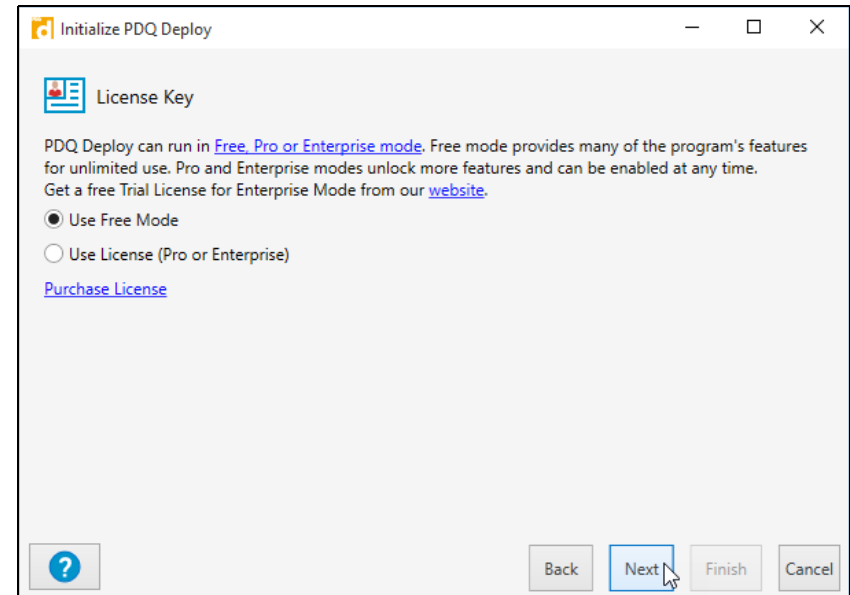 Initialize PDQ Deploy
License Key
PDQ Deploy can run in Free, Pro or Enterprise mode. Free mode provides many of the program's features
for unlimited use. Pro and Enterprise modes unlock more features and can be enabled at any time.
Get a free Trial License for Enterprise Mode from our website.
Use Free Mode
Use License (Pro or Enterprise)
Purchase License
? Back Next Finish Cancel